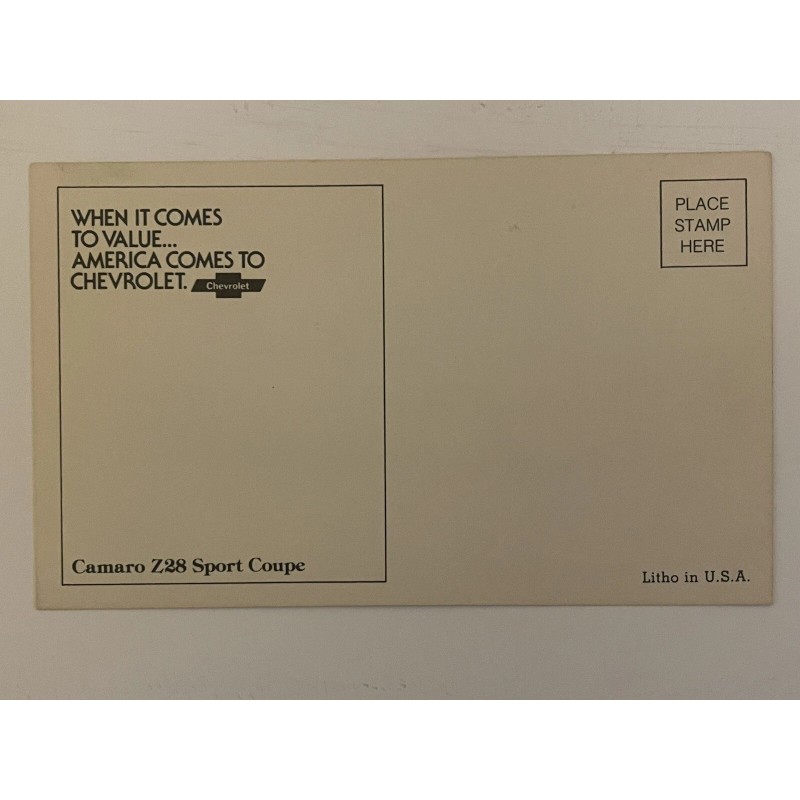 WHEN IT COMES
TO VALUE...
AMERICA COMES TO
CHEVROLET. Chevrolet
PLACE
STAMP
HERE
Camaro Z28 Sport Coupe
Litho in U.S.A.